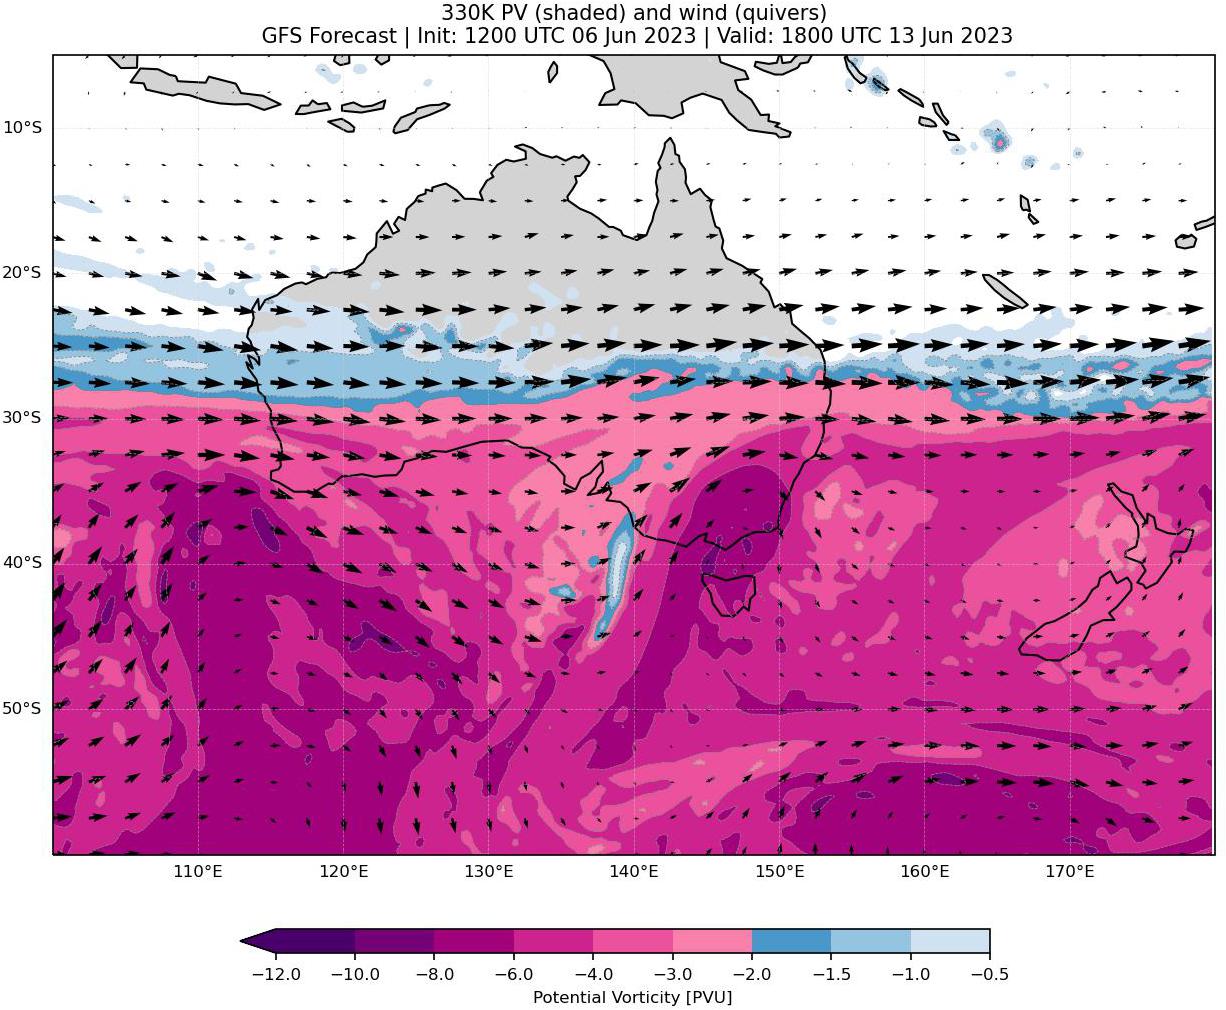 330K PV (shaded) and wind (quivers)
GFS Forecast | Init: 1200 UTC 06 Jun 2023 | Valid: 1800 UTC 13 Jun 2023
10°S
20°S
30°S
40°S
50°S
110°E 120°E 130°E 140°E 150°E 160°E 170°E
−12.0 −10.0 −8.0 −6.0 −4.0 −3.0 −2.0 −1.5 −1.0 −0.5
Potential Vorticity [PVU]